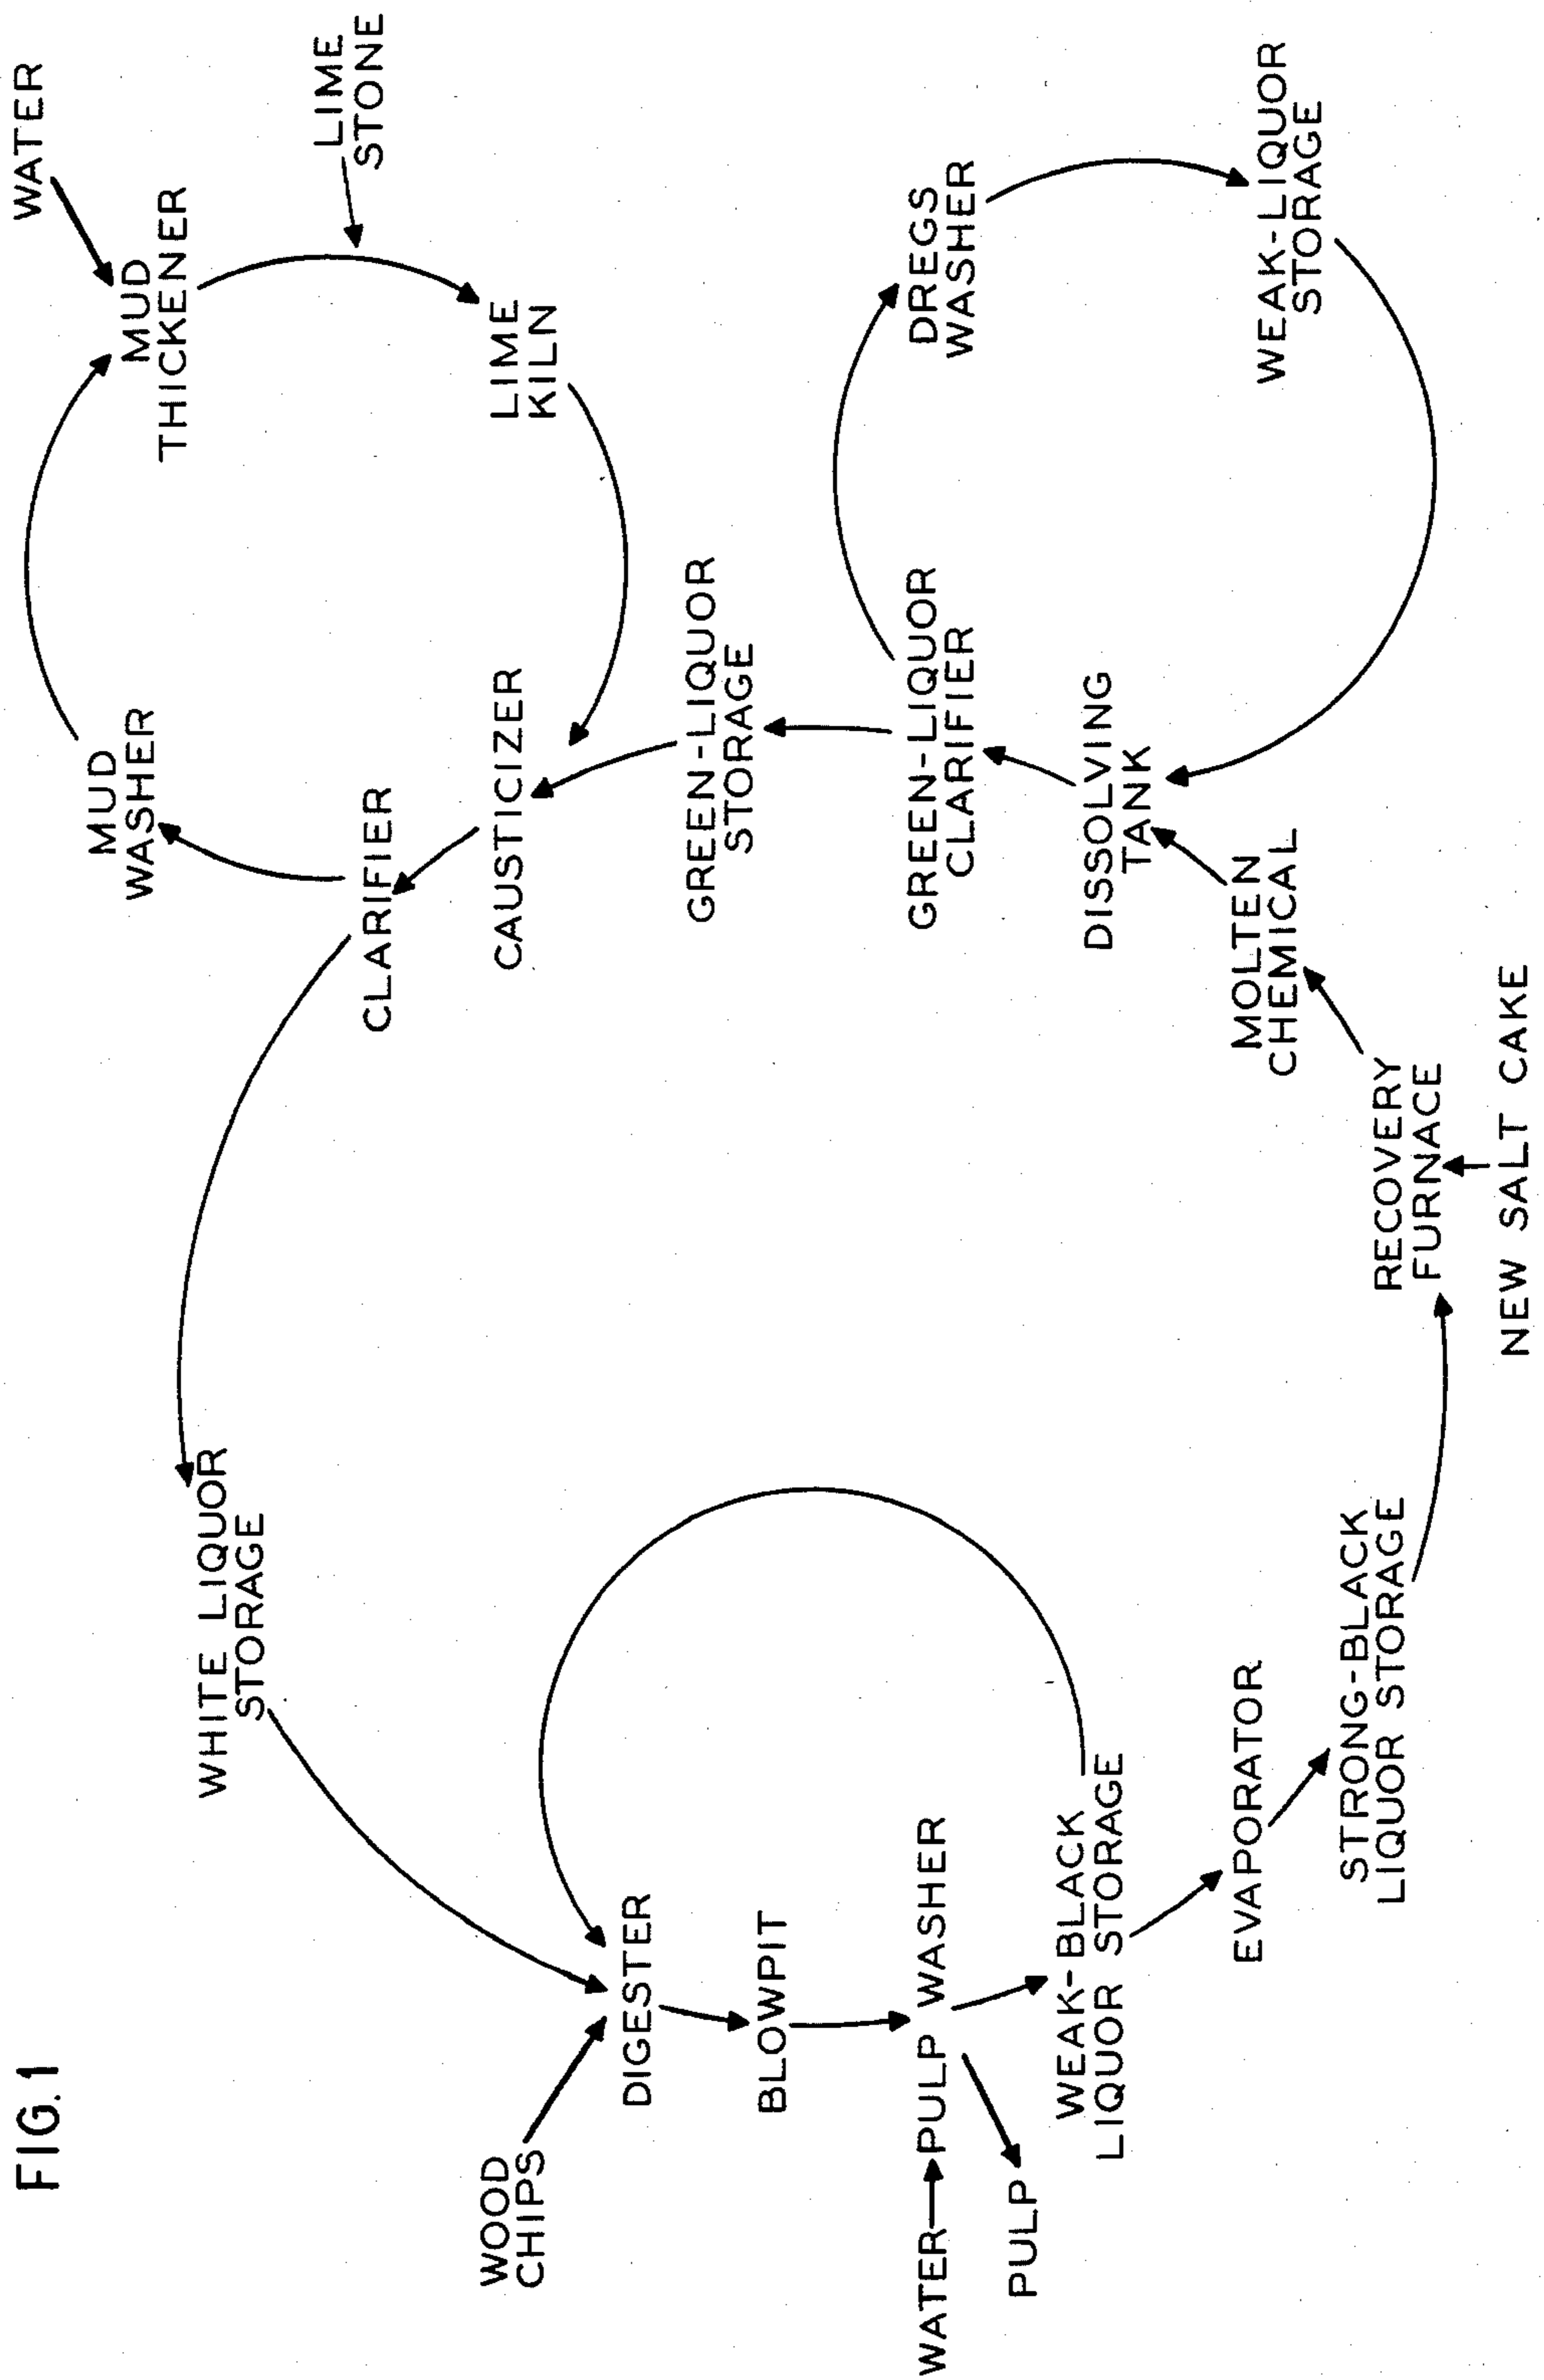 FIG.1
WATER
MUD
THICKENER
LIME
STONE
MUD
WASHER
LIME
KILN
CLARIFIER
CAUSTICIZER
WHITE LIQUOR
STORAGE
GREEN-LIQUOR
STORAGE
WOOD
CHIPS
DIGESTER
BLOWPIT
GREEN-LIQUOR
CLARIFIER
DREGS
WASHER
WATER
PULP WASHER
PULP
DISSOLVING
TANK
WEAK-BLACK
LIQUOR STORAGE
MOLTEN
CHEMICAL
WEAK-LIQUOR
STORAGE
EVAPORATOR
STRONG-BLACK
LIQUOR STORAGE
RECOVERY
FURNACE
NEW SALT CAKE